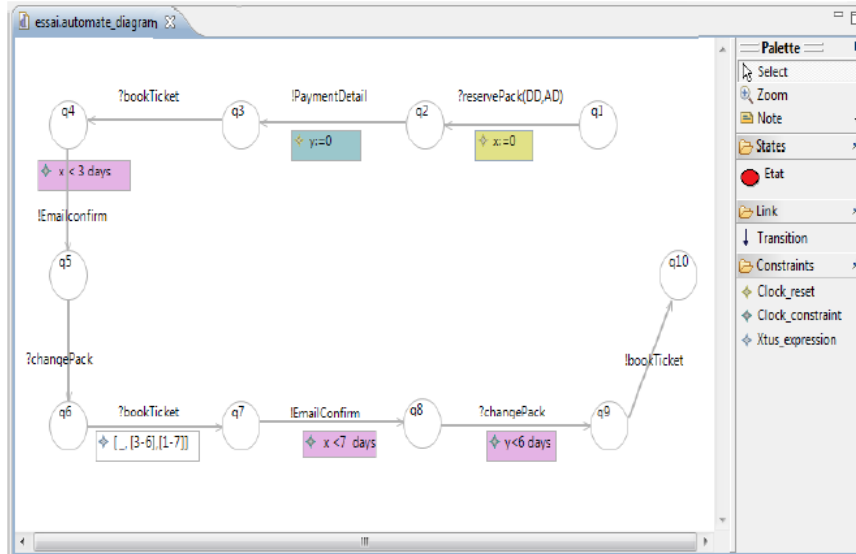 essai.automate_diagram
Palette
Select
Zoom
Note
States
Etat
Link
Transition
Constraints
Clock_reset
Clock_constraint
Xtus_expression
?bookTicket
!PaymentDetail
?reservePack(DD,AD)
q4
q3
q2
q1
y:=0
x:=0
x < 3 days
!Emailconfirm
q5
q10
?changePack
!bookTicket
q6
?bookTicket
q7
!EmailConfirm
q8
?changePack
q9
[_, [3-6],[1-7]]
x <7 days
y<6 days